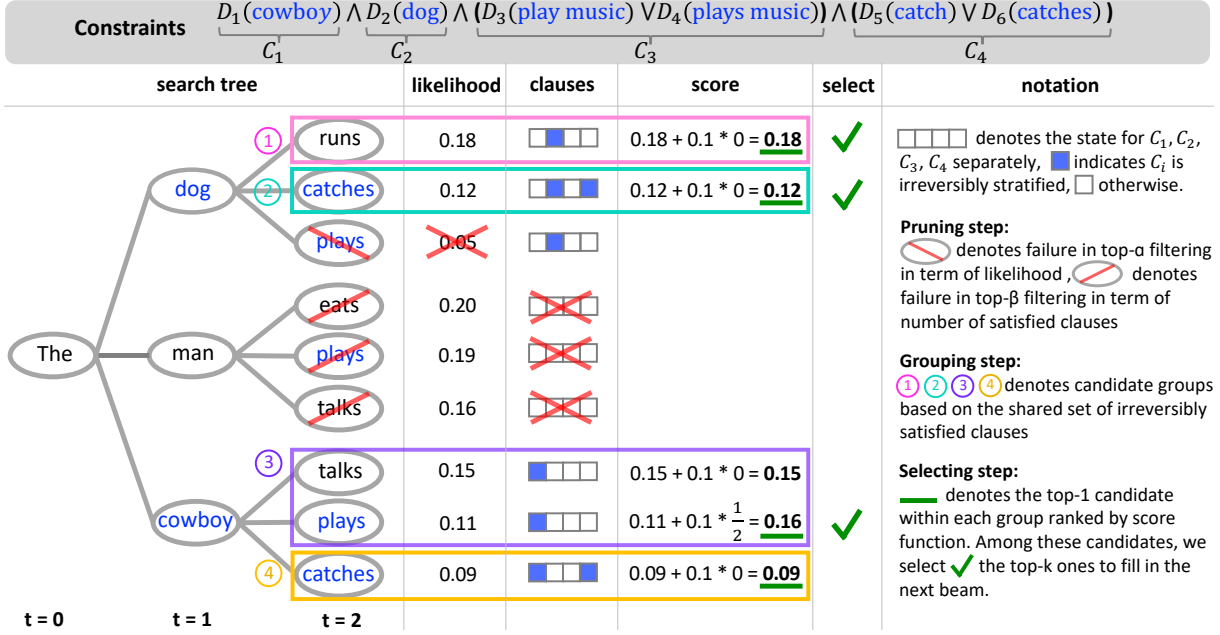 Constraints
D1(cowboy) ∧ D2(dog) ∧ (D3(play music) ∨D4(plays music)) ∧ (D5(catch) ∨ D6(catches) )
C1 C2 C3 C4
search tree likelihood clauses score select notation
1 runs 0.18 0.18 + 0.1 * 0 = 0.18
dog 2 catches 0.12 0.12 + 0.1 * 0 = 0.12
plays 0.05
eats 0.20
The man plays 0.19
talks 0.16
3 talks 0.15 0.15 + 0.1 * 0 = 0.15
cowboy plays 0.11 0.11 + 0.1 * 1/2 = 0.16
4 catches 0.09 0.09 + 0.1 * 0 = 0.09
t = 0 t = 1 t = 2
denotes the state for C1, C2,
C3, C4 separately, indicates Ci is
irreversibly stratified, otherwise.
Pruning step:
denotes failure in top-α filtering
in term of likelihood , denotes
failure in top-β filtering in term of
number of satisfied clauses
Grouping step:
1 2 3 4 denotes candidate groups
based on the shared set of irreversibly
satisfied clauses
Selecting step:
denotes the top-1 candidate
within each group ranked by score
function. Among these candidates, we
select the top-k ones to fill in the
next beam.